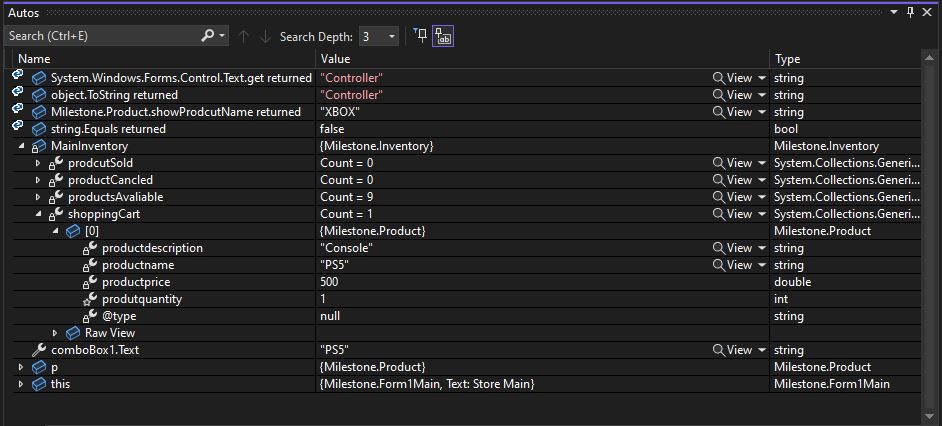 Autos
Search (Ctrl+E) Search Depth: 3
Name Value Type
System.Windows.Forms.Control.Text.get returned "Controller" View string
object.ToString returned "Controller" View string
Milestone.Product.showProdcutName returned "XBOX" View string
string.Equals returned false bool
MainInventory {Milestone.Inventory} Milestone.Inventory
prodcutSold Count = 0 View System.Collections.Generi...
productCancled Count = 0 View System.Collections.Generi...
productsAvaliable Count = 9 View System.Collections.Generi...
shoppingCart Count = 1 View System.Collections.Generi...
[0] {Milestone.Product} Milestone.Product
productdescription "Console" View string
productname "PS5" View string
productprice 500 double
produtquantity 1 int
@type null string
Raw View
comboBox1.Text "PS5" View string
p {Milestone.Product} Milestone.Product
this {Milestone.Form1Main, Text: Store Main} Milestone.Form1Main